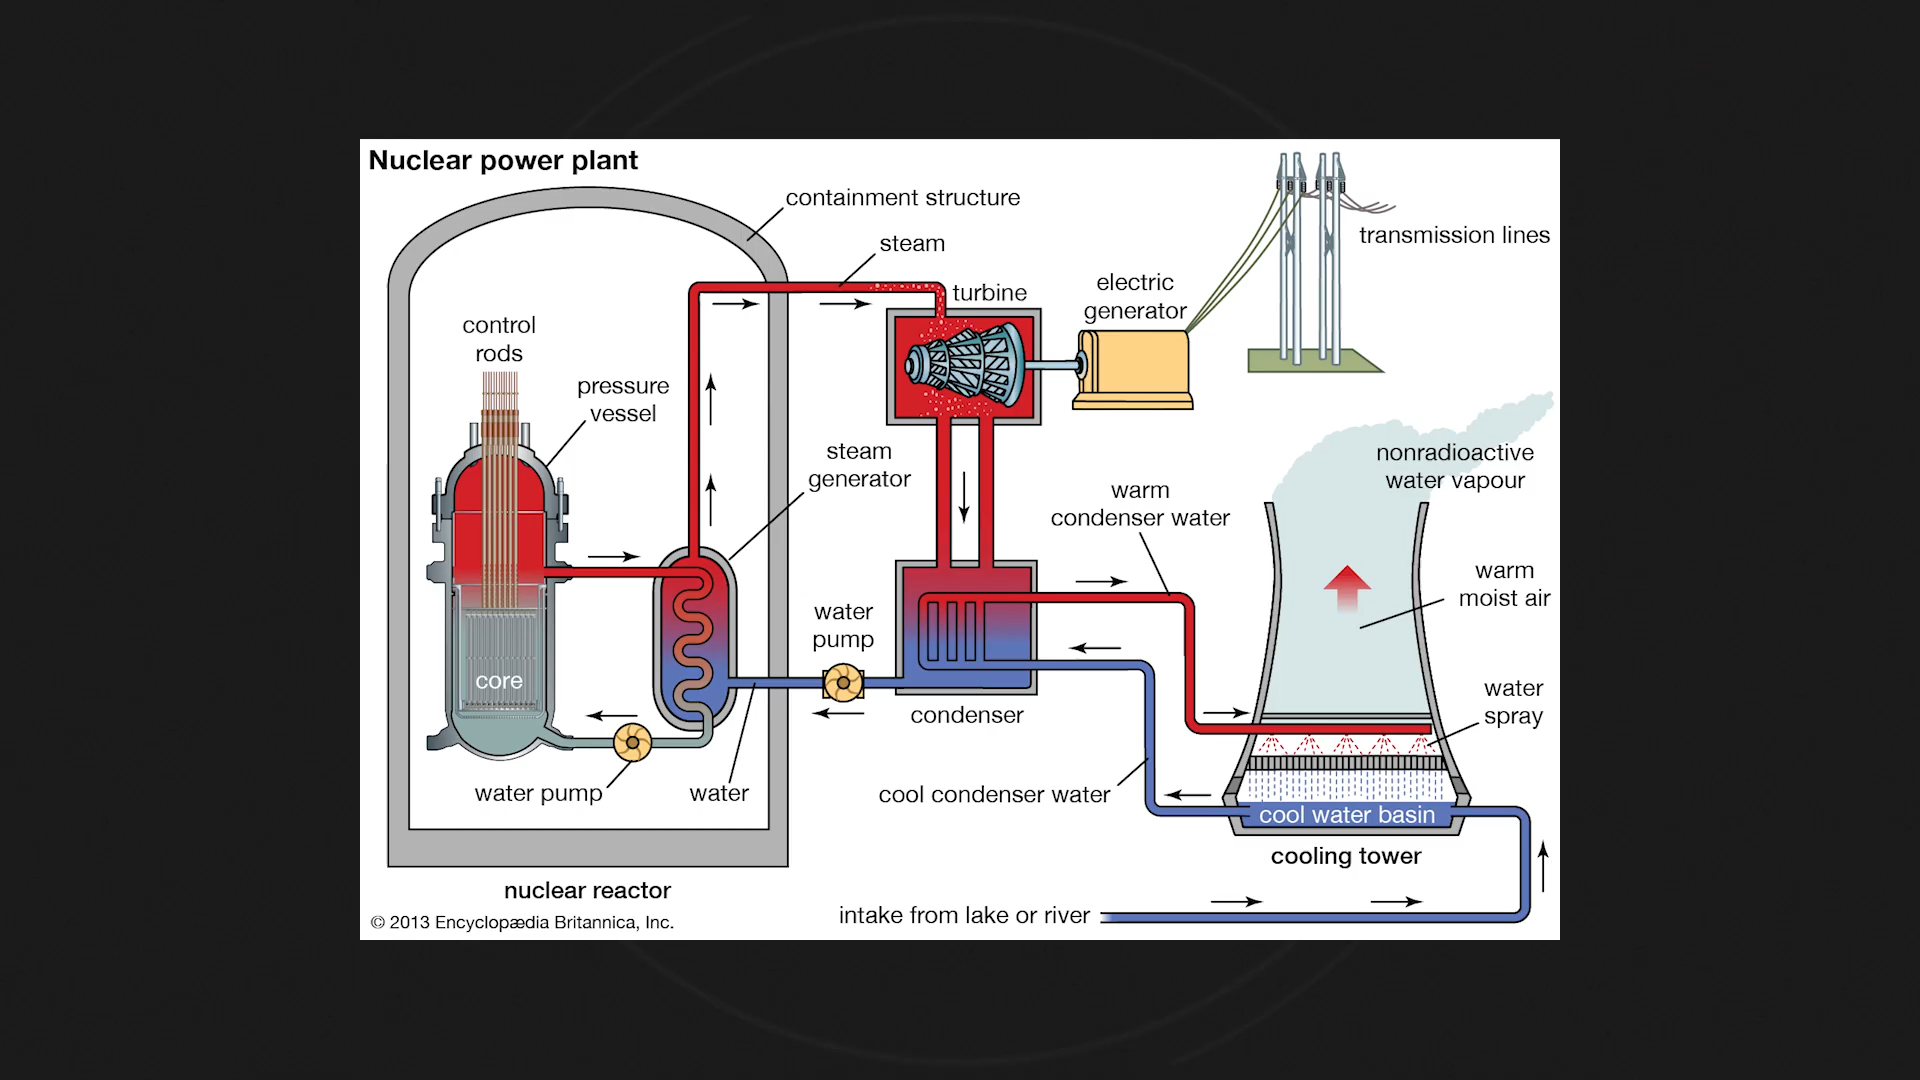 Nuclear power plant
containment structure
steam
transmission lines
turbine
electric
generator
control
rods
pressure
vessel
steam
generator
nonradioactive
water vapour
warm
condenser water
warm
moist air
water
pump
core
water
spray
condenser
water pump
water
cool condenser water
cool water basin
cooling tower
nuclear reactor
intake from lake or river
© 2013 Encyclopædia Britannica, Inc.